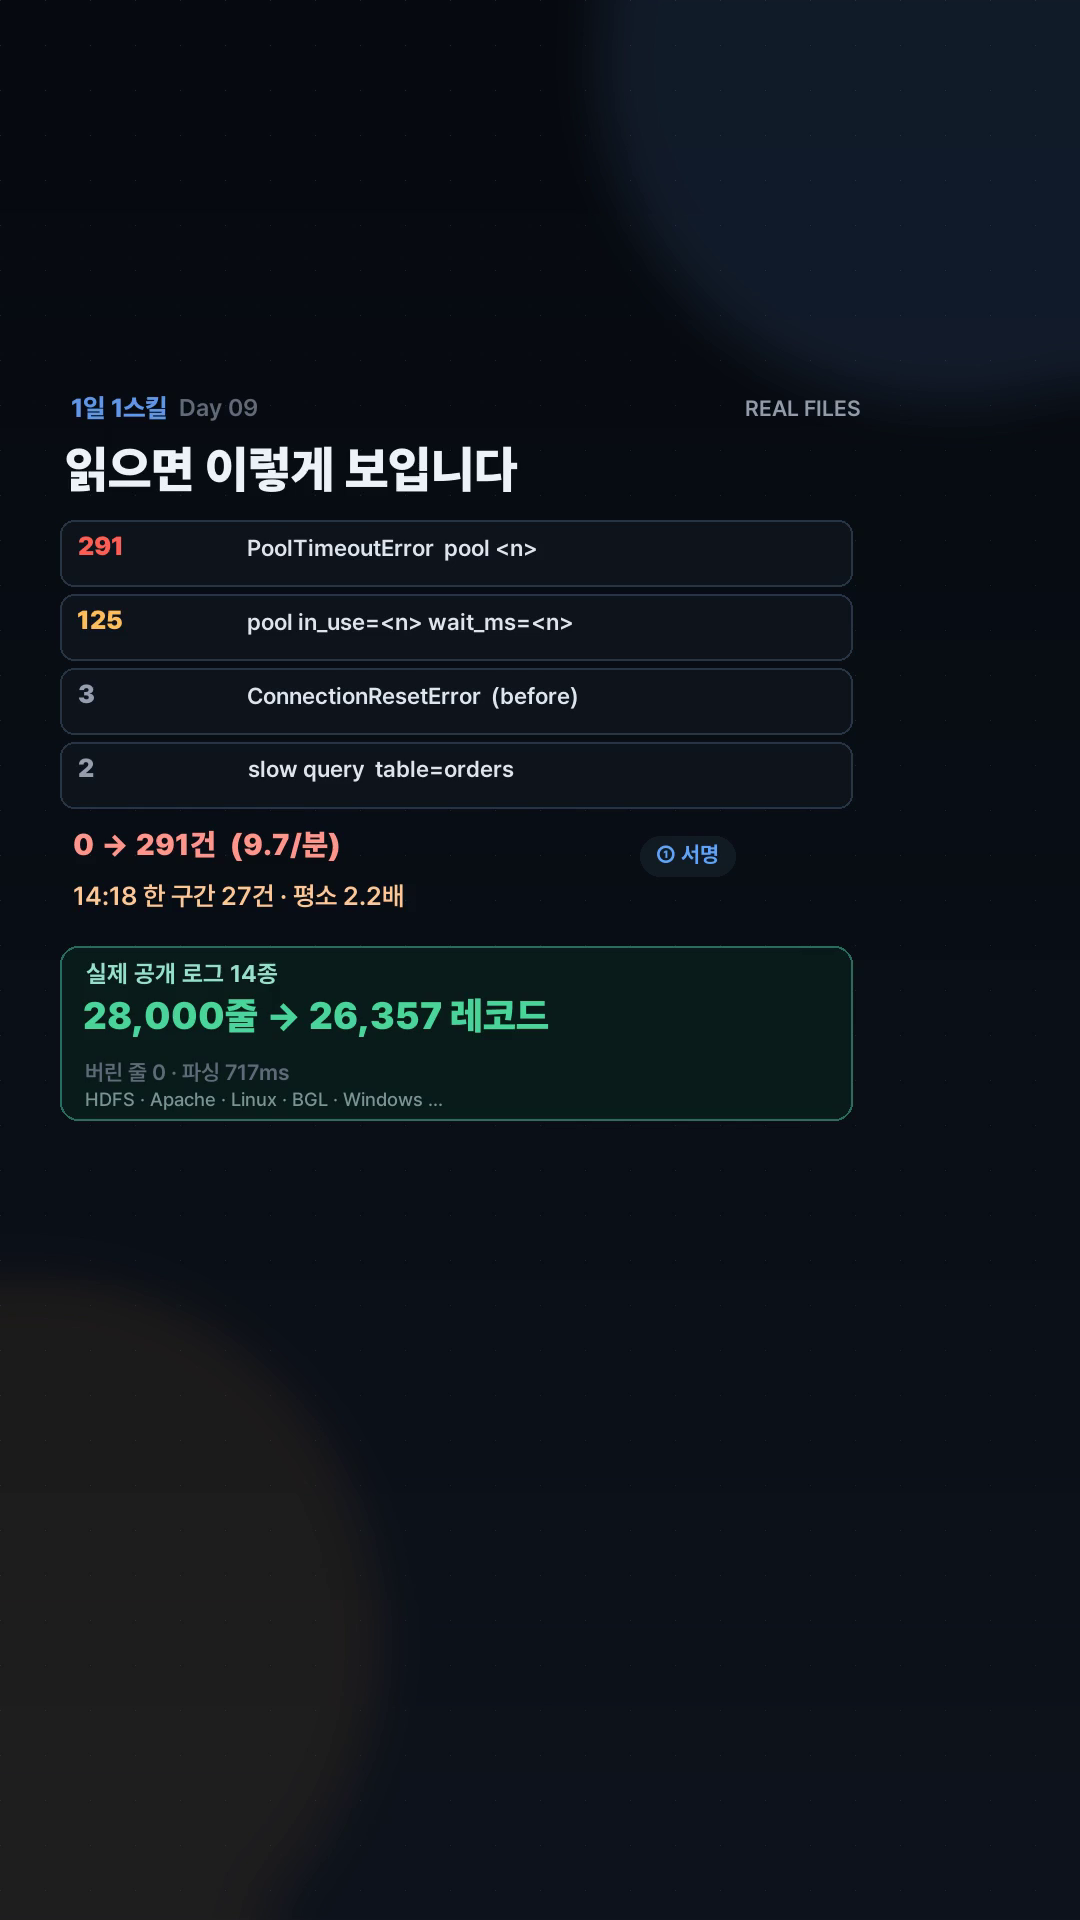 1일 1스킬 Day 09
REAL FILES
읽으면 이렇게 보입니다
291 PoolTimeoutError pool <n>
125 pool in_use=<n> wait_ms=<n>
3 ConnectionResetError (before)
2 slow query table=orders
0 → 291건 (9.7/분)
① 서명
14:18 한 구간 27건 · 평소 2.2배
실제 공개 로그 14종
28,000줄 → 26,357 레코드
버린 줄 0 · 파싱 717ms
HDFS · Apache · Linux · BGL · Windows ...